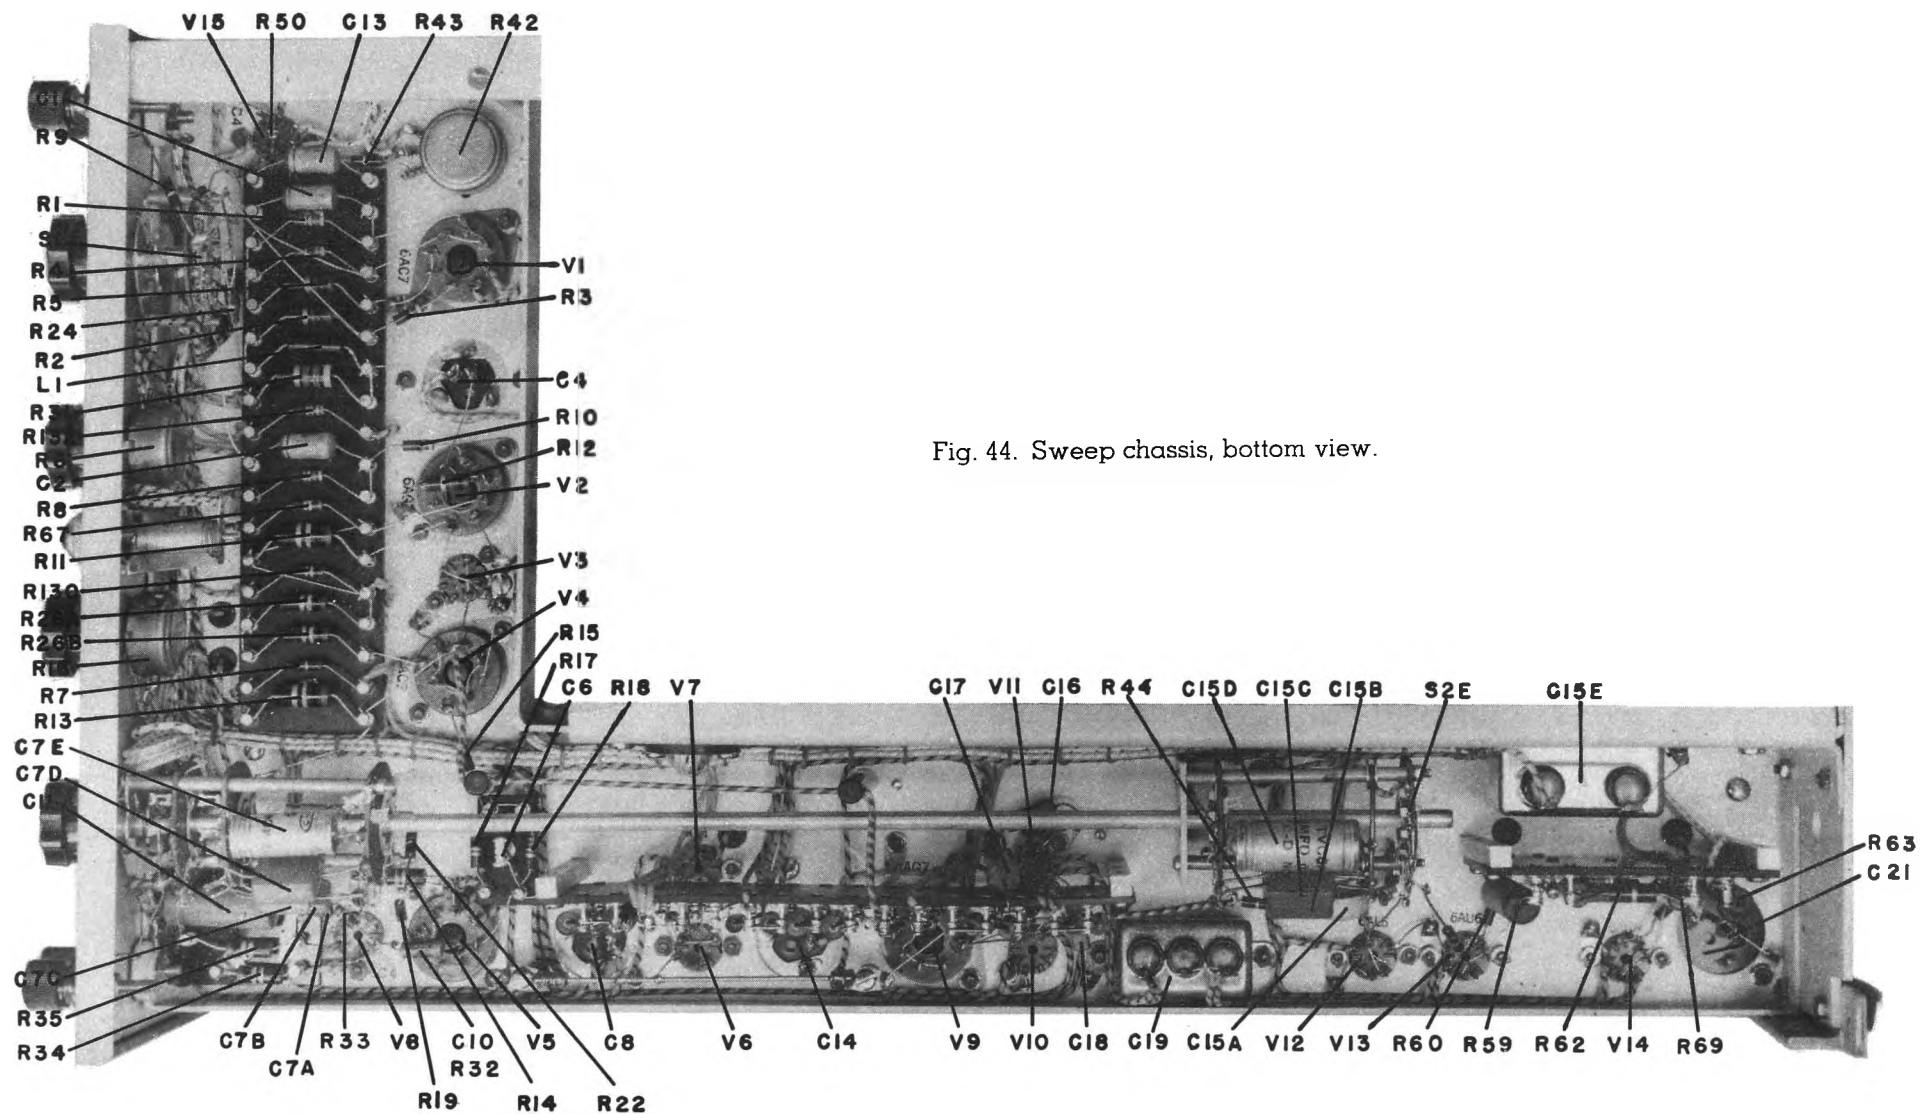 V15 R50 C13 R43 R42
R9
R1
R4
R5
R24
R2
L1
C2
R8
R67
R11
R130
R26A
R26B
R7
R13
C7E
C7D
C7C
R35
R34
C4
6AC7
V1
R3
C4
R10
R12
V2
V3
V4
R15
R17
C6 R18 V7 C17 V11 C16 R44 C15D C15C C15B S2E C15E
Fig. 44. Sweep chassis, bottom view.
6AU6
R63
C21
C7B C7A R33 V8 R19 C10 R32 V5 R14 R22 C8 V6 C14 V9 V10 C18 C19 C15A V12 V13 R60 R59 R62 V14 R69